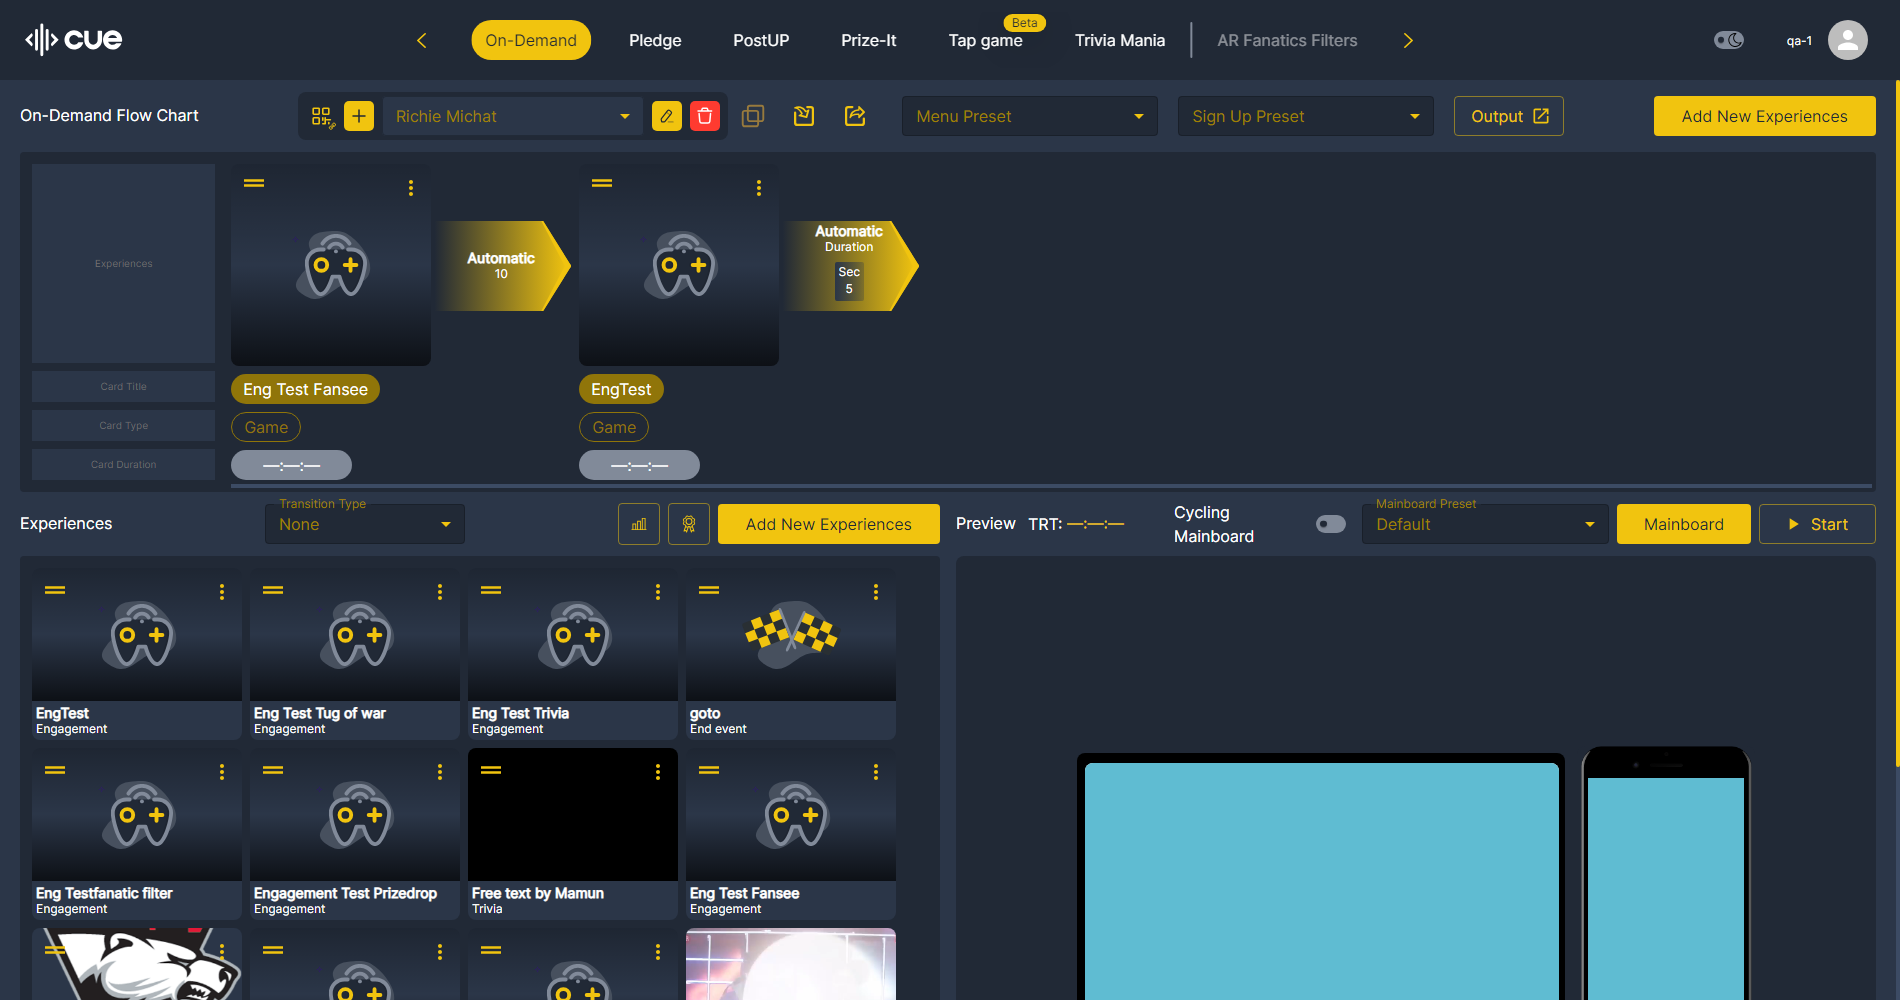 cue
On-Demand
Pledge
PostUP
Prize-It
Tap game
Beta
Trivia Mania
AR Fanatics Filters
qa-1
On-Demand Flow Chart
Richie Michat
Menu Preset
Sign Up Preset
Output
Add New Experiences
Experiences
Automatic
10
Automatic
Duration
Sec
5
Card Title
Eng Test Fansee
EngTest
Card Type
Game
Game
Card Duration
—:—:—
—:—:—
Experiences
Transition Type
None
Add New Experiences
Preview
TRT: —:—:—
Cycling
Mainboard
Mainboard Preset
Default
Mainboard
Start
EngTest
Engagement
Eng Test Tug of war
Engagement
Eng Test Trivia
Engagement
goto
End event
Eng Testfanatic filter
Engagement
Engagement Test Prizedrop
Engagement
Free text by Mamun
Trivia
Eng Test Fansee
Engagement